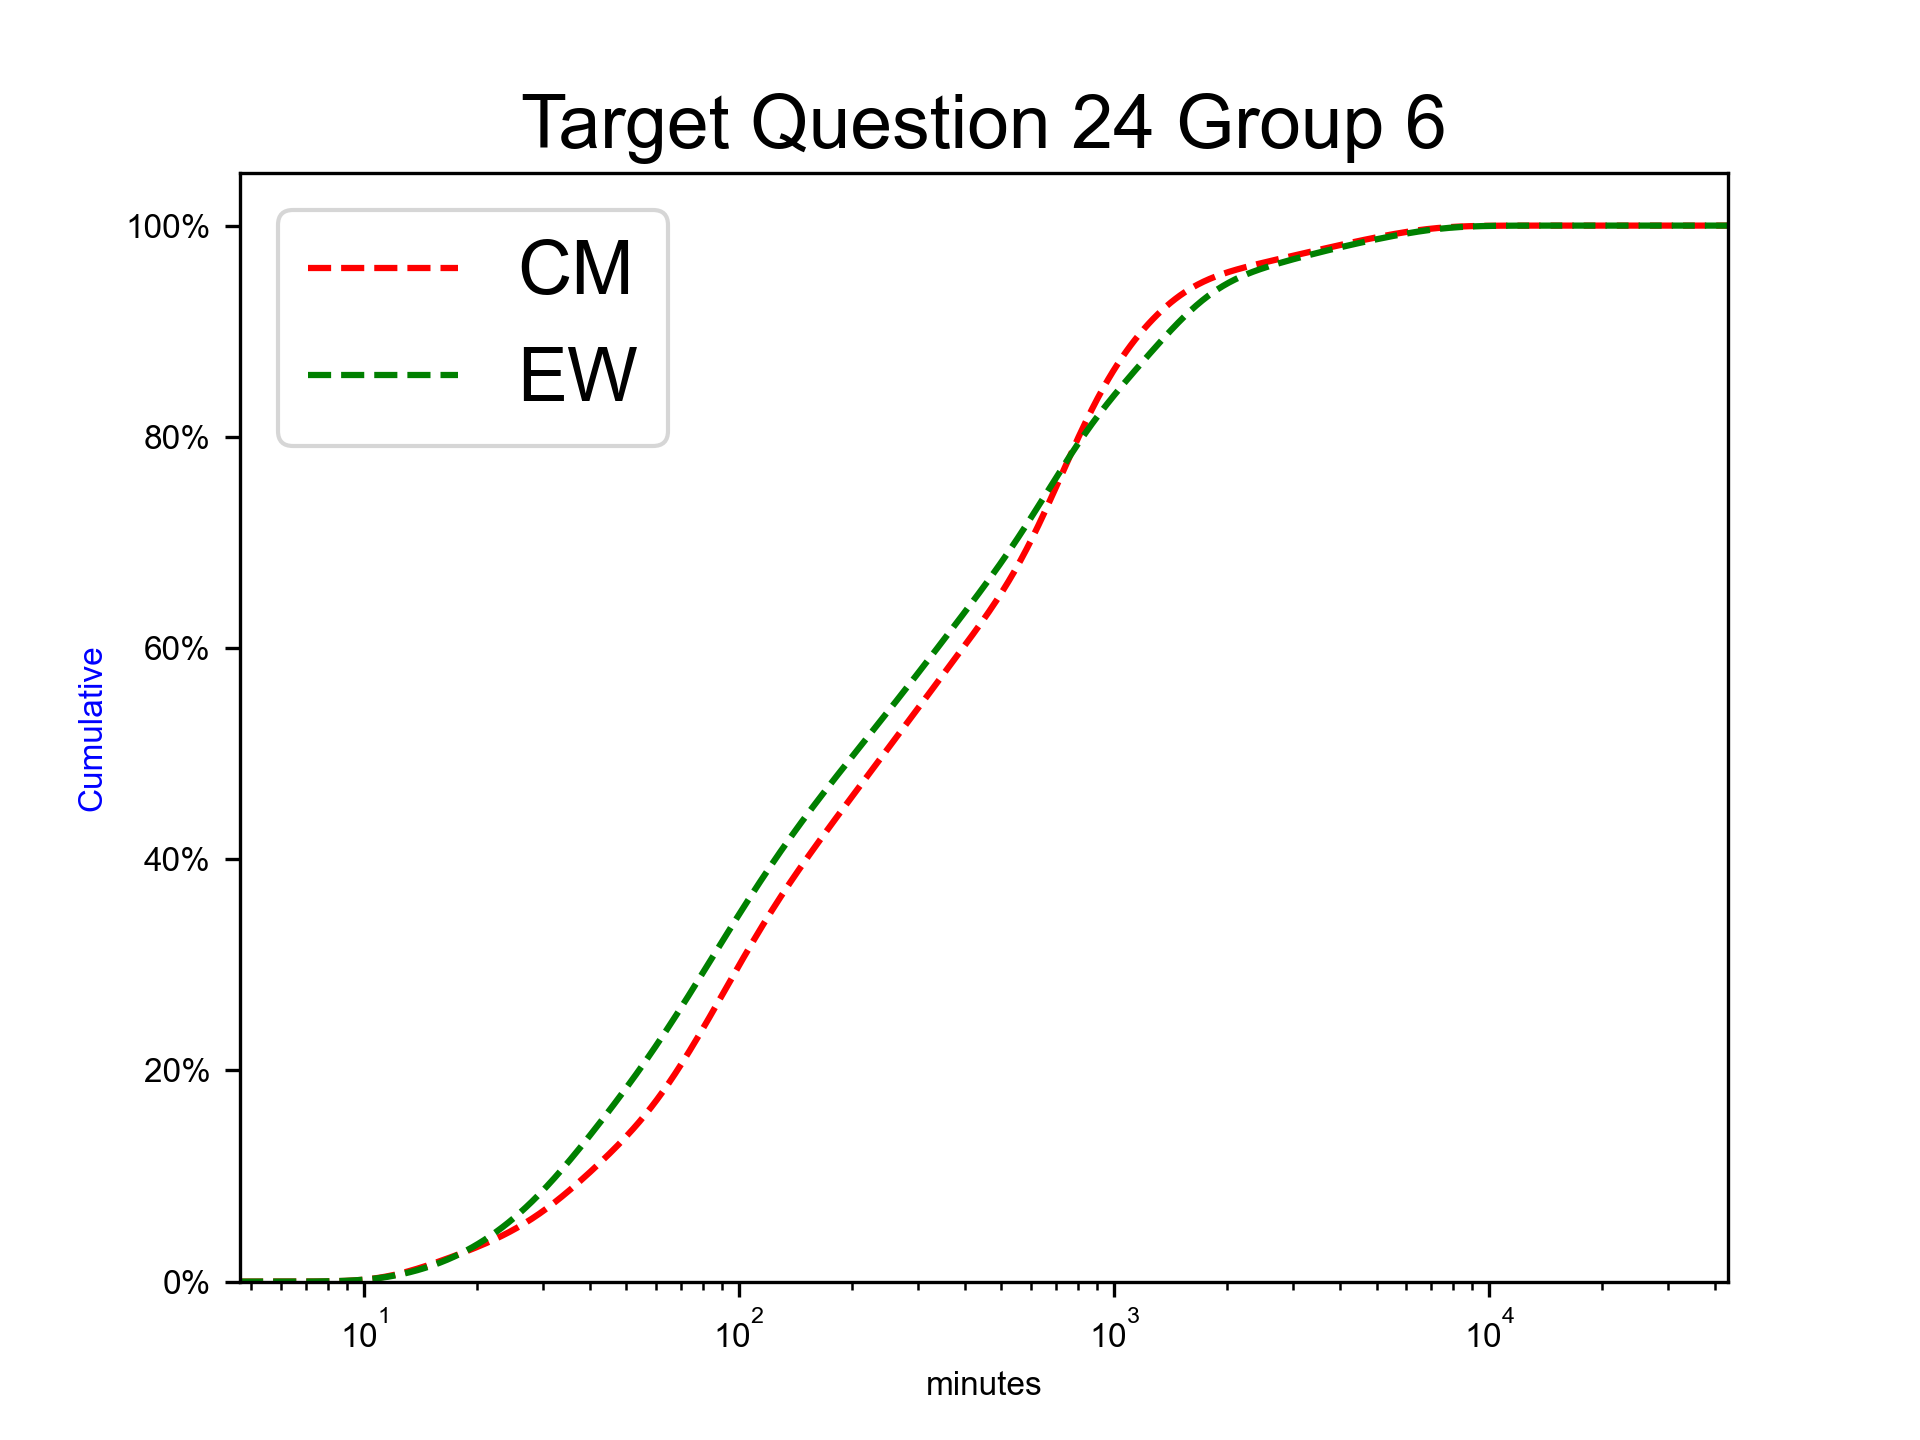 Target Question 24 Group 6
CM
EW
100%
80%
60%
40%
20%
0%
Cumulative
10¹
10²
10³
10⁴
minutes